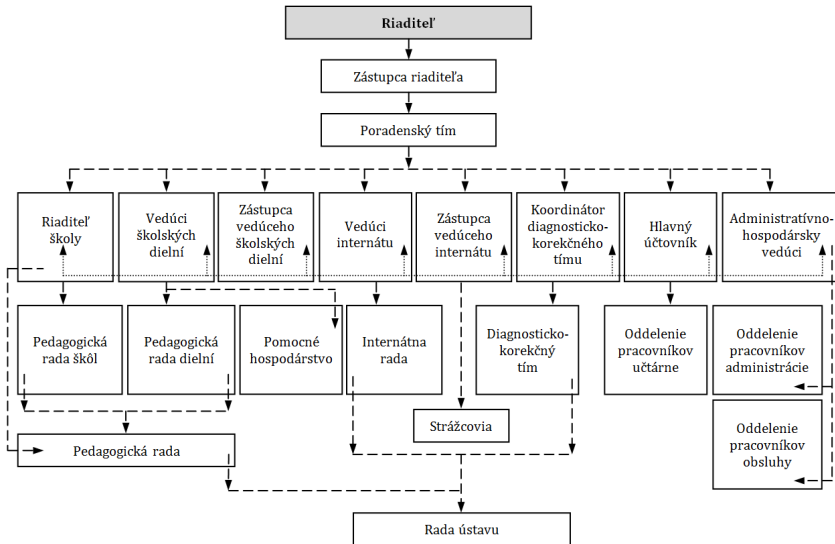 Riaditeľ
Zástupca riaditeľa
Poradenský tím
Riaditeľ
školy
Vedúci
školských
dielní
Zástupca
vedúceho
školských
dielní
Vedúci
internátu
Zástupca
vedúceho
internátu
Koordinátor
diagnosticko-
korekčného
tímu
Hlavný
účtovník
Administratívno-
hospodársky
vedúci
Pedagogická
rada škôl
Pedagogická
rada dielní
Pomocné
hospodárstvo
Internátna
rada
Diagnosticko-
korekčný
tím
Oddelenie
pracovníkov
učtárne
Oddelenie
pracovníkov
administrácie
Strážcovia
Oddelenie
pracovníkov
obsluhy
Pedagogická rada
Rada ústavu